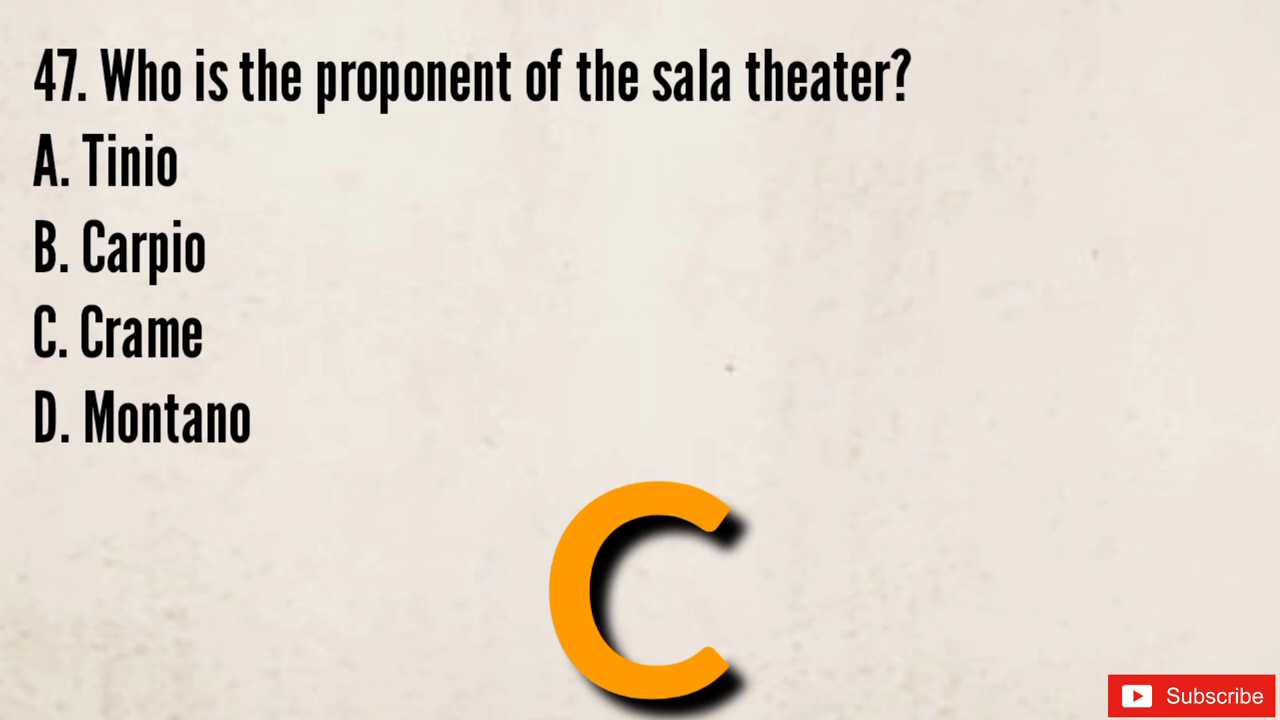 47. Who is the proponent of the sala theater?
A. Tinio
B. Carpio
C. Crame
D. Montano
C
Subscribe